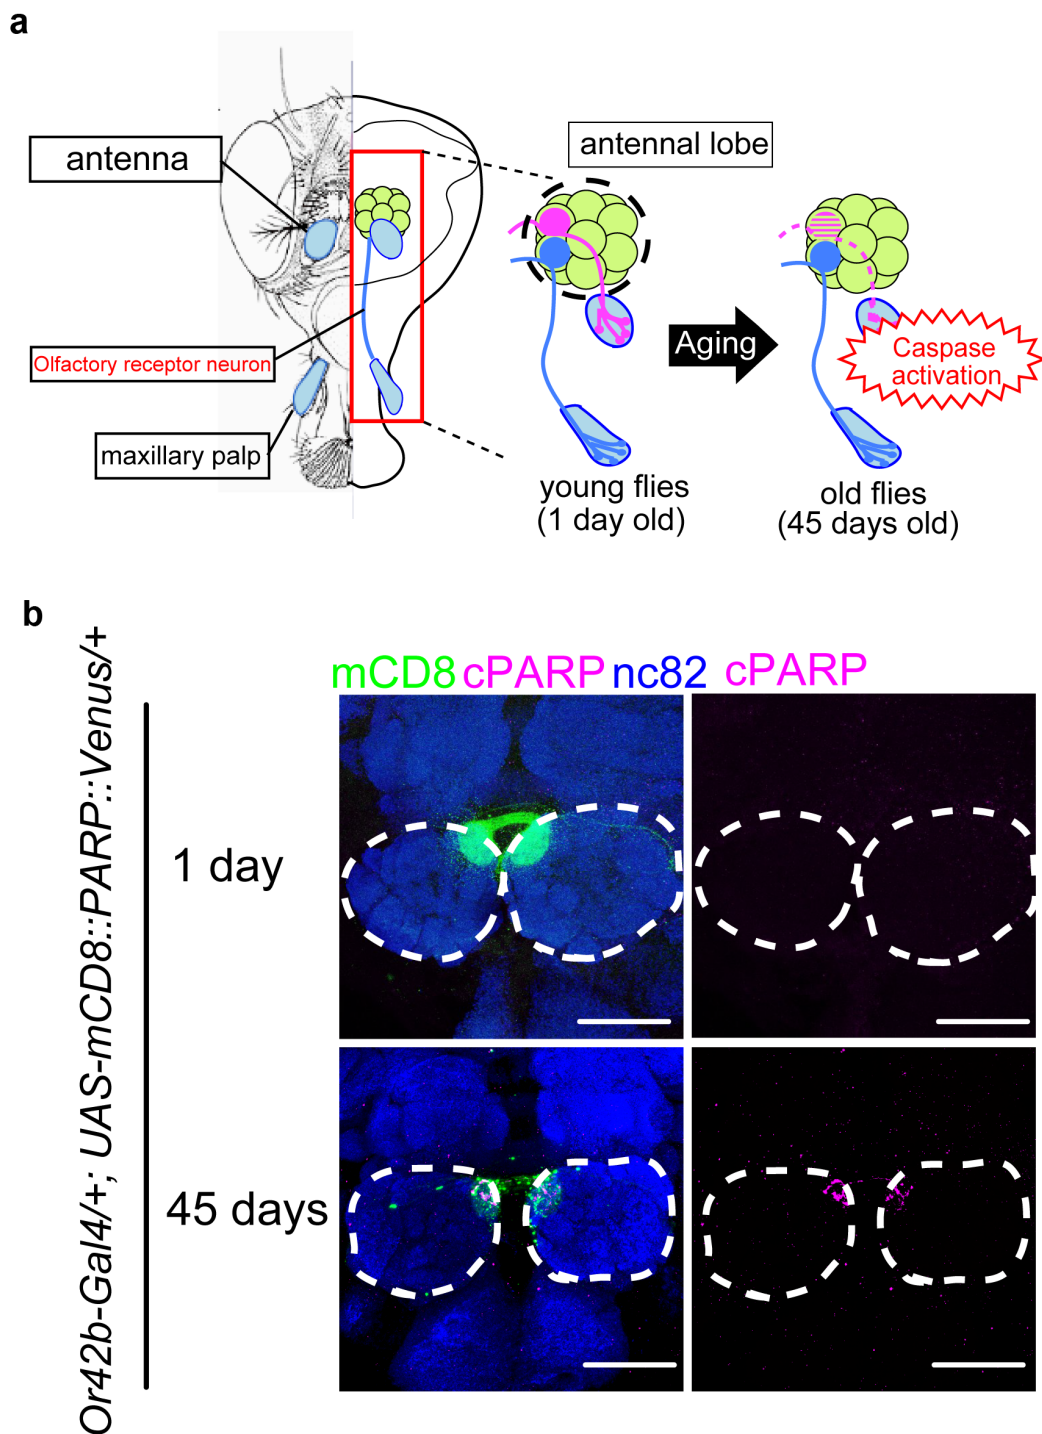 a
antenna
Olfactory receptor neuron
maxillary palp
antennal lobe
Aging
Caspase
activation
young flies
(1 day old)
old flies
(45 days old)
b
Or42b-Gal4/+; UAS-mCD8::PARP::Venus/+
mCD8 cPARP nc82 cPARP
1 day
45 days